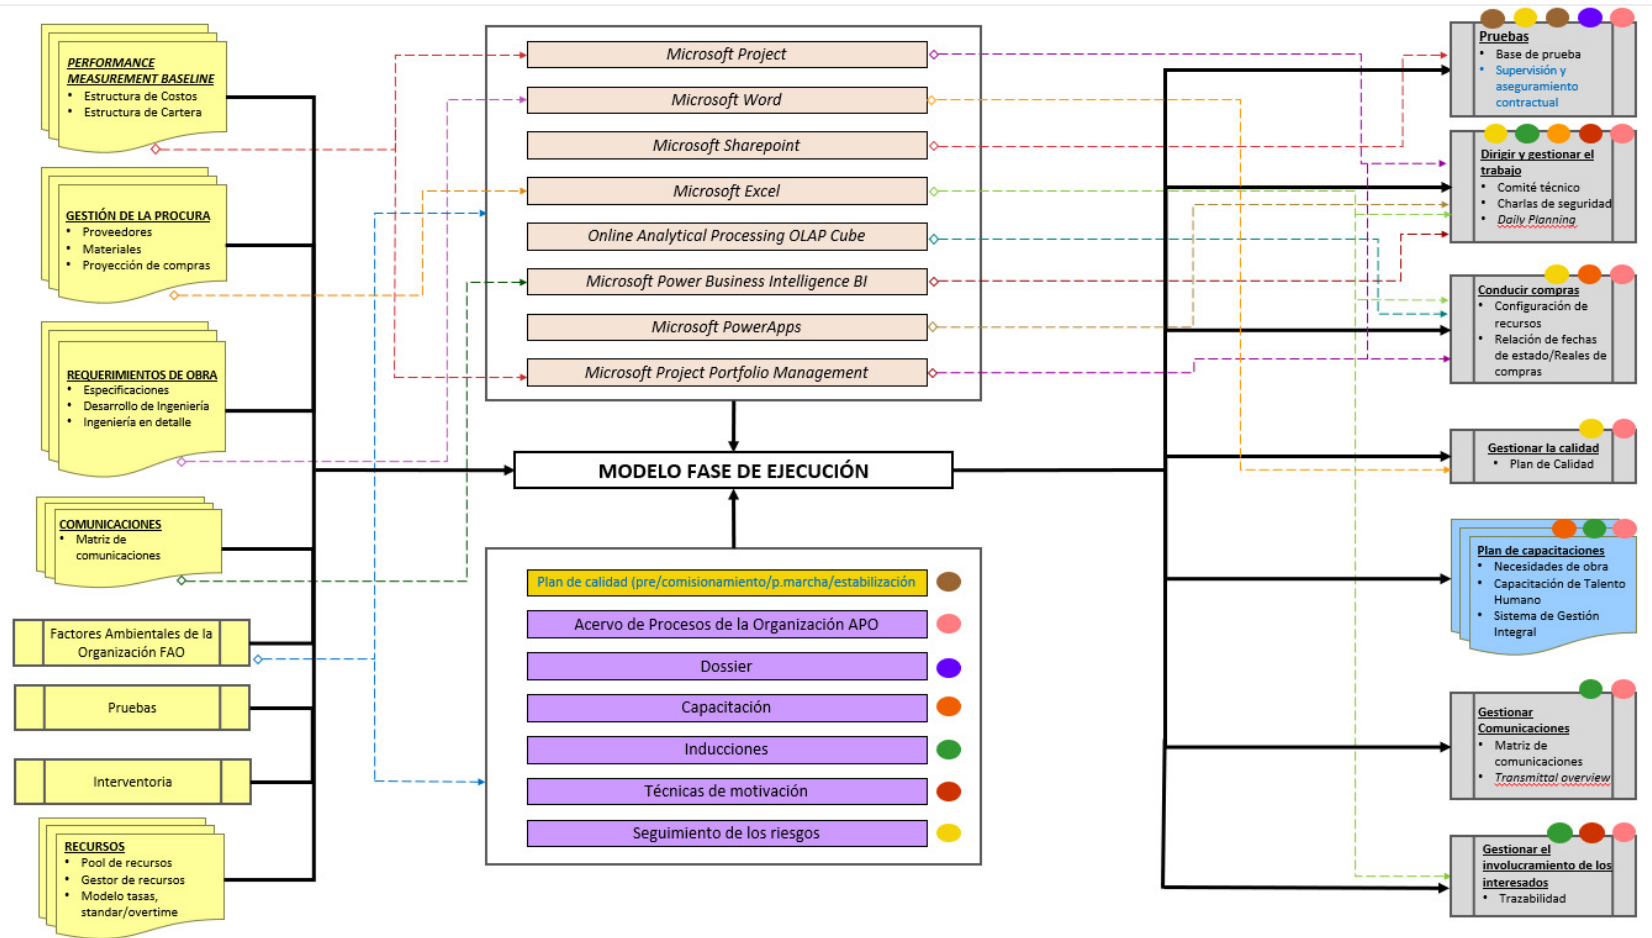 PERFORMANCE
MEASUREMENT BASELINE
• Estructura de Costos
• Estructura de Cartera
GESTIÓN DE LA PROCURA
• Proveedores
• Materiales
• Proyección de compras
REQUERIMIENTOS DE OBRA
• Especificaciones
• Desarrollo de Ingeniería
• Ingeniería en detalle
COMUNICACIONES
• Matriz de
comunicaciones
Factores Ambientales de la
Organización FAO
Pruebas
Interventoria
RECURSOS
• Pool de recursos
• Gestor de recursos
• Modelo tasas,
standar/overtime
Microsoft Project
Microsoft Word
Microsoft Sharepoint
Microsoft Excel
Online Analytical Processing OLAP Cube
Microsoft Power Business Intelligence BI
Microsoft PowerApps
Microsoft Project Portfolio Management
MODELO FASE DE EJECUCIÓN
Plan de calidad (pre/comisionamiento/p.marcha/estabilización
Acervo de Procesos de la Organización APO
Dossier
Capacitación
Inducciones
Técnicas de motivación
Seguimiento de los riesgos
Pruebas
• Base de prueba
• Supervisión y
aseguramiento
contractual
Dirigir y gestionar el
trabajo
• Comité técnico
• Charlas de seguridad
• Daily Planning
Conducir compras
• Configuración de
recursos
• Relación de fechas
de estado/Reales de
compras
Gestionar la calidad
• Plan de Calidad
Plan de capacitaciones
• Necesidades de obra
• Capacitación de Talento
Humano
• Sistema de Gestión
Integral
Gestionar
Comunicaciones
• Matriz de
comunicaciones
• Transmittal overview
Gestionar el
involucramiento de los
interesados
• Trazabilidad